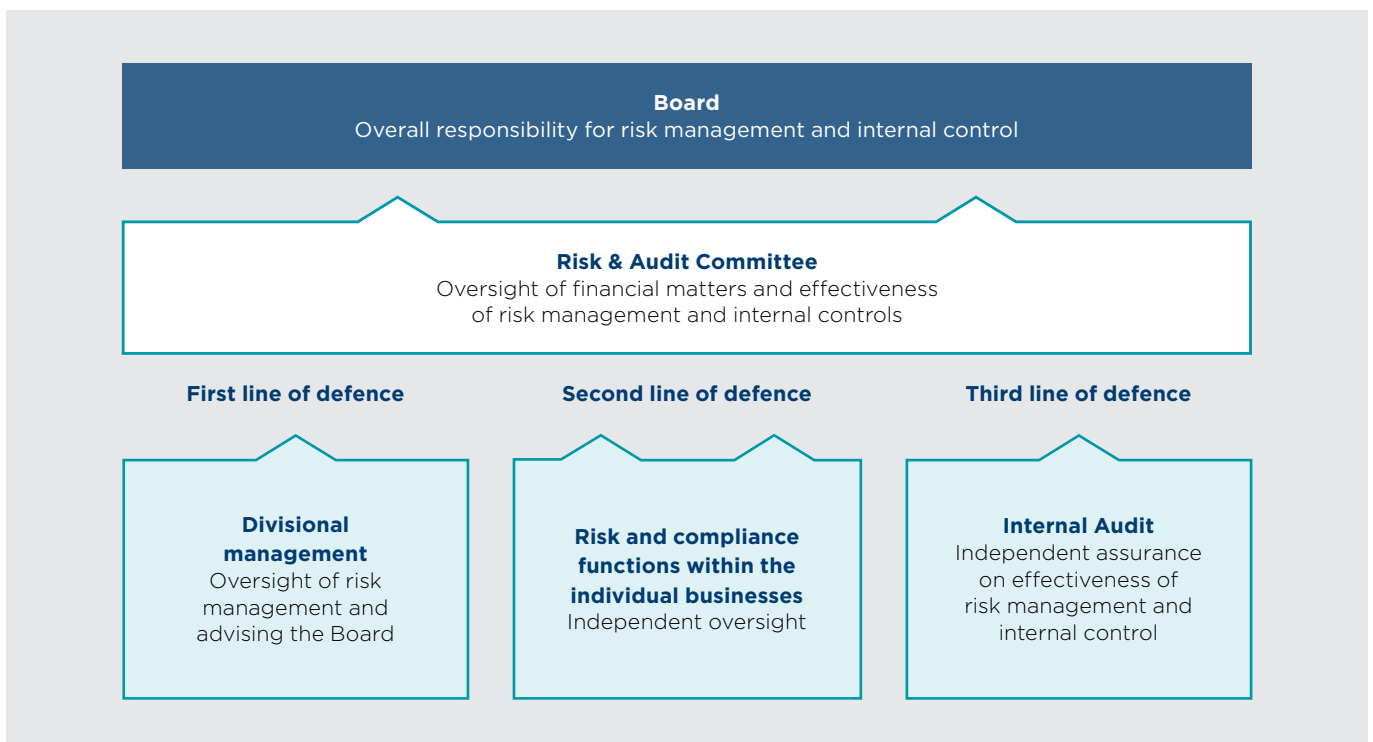 Board
Overall responsibility for risk management and internal control
Risk & Audit Committee
Oversight of financial matters and effectiveness
of risk management and internal controls
First line of defence
Second line of defence
Third line of defence
Divisional
management
Oversight of risk
management and
advising the Board
Risk and compliance
functions within the
individual businesses
Independent oversight
Internal Audit
Independent assurance
on effectiveness of
risk management and
internal control